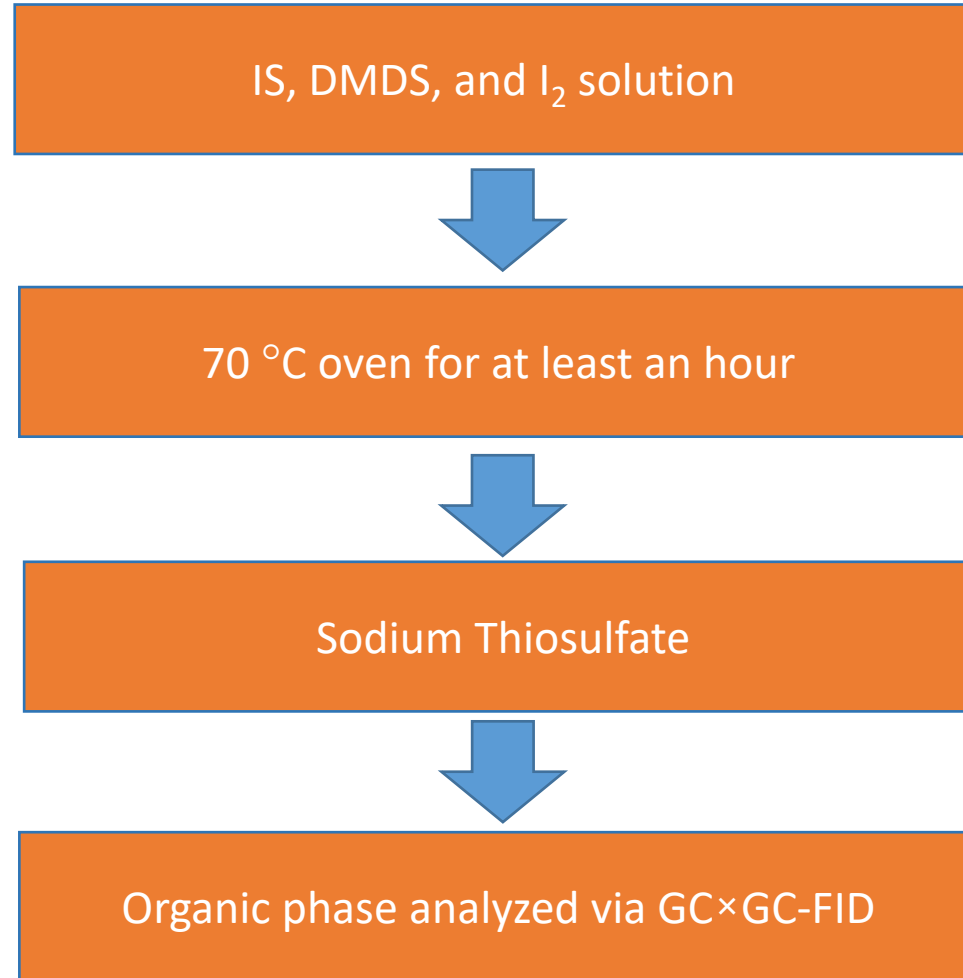 IS, DMDS, and I₂ solution
70 °C oven for at least an hour
Sodium Thiosulfate
Organic phase analyzed via GC×GC-FID